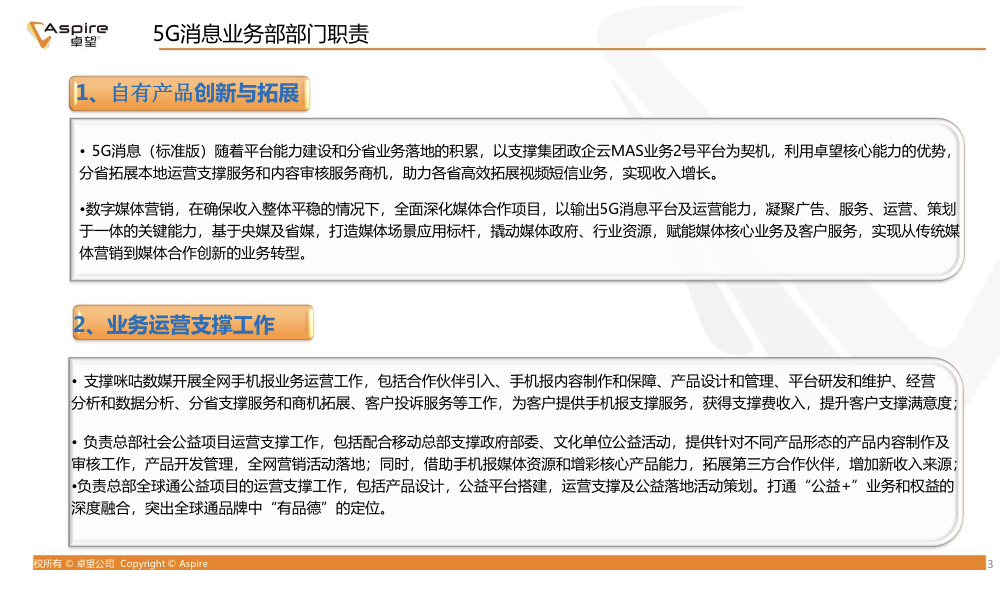 Aspire
卓望
5G消息业务部部门职责
1、自有产品创新与拓展
• 5G消息（标准版）随着平台能力建设和分省业务落地的积累，以支撑集团政企云MAS业务2号平台为契机，利用卓望核心能力的优势，
分省拓展本地运营支撑服务和内容审核服务商机，助力各省高效拓展视频短信业务，实现收入增长。
•数字媒体营销，在确保收入整体平稳的情况下，全面深化媒体合作项目，以输出5G消息平台及运营能力，凝聚广告、服务、运营、策划
于一体的关键能力，基于央媒及省媒，打造媒体场景应用标杆，撬动媒体政府、行业资源，赋能媒体核心业务及客户服务，实现从传统媒
体营销到媒体合作创新的业务转型。
2、业务运营支撑工作
• 支撑咪咕数媒开展全网手机报业务运营工作，包括合作伙伴引入、手机报内容制作和保障、产品设计和管理、平台研发和维护、经营
分析和数据分析、分省支撑服务和商机拓展、客户投诉服务等工作，为客户提供手机报支撑服务，获得支撑费收入，提升客户支撑满意度；
• 负责总部社会公益项目运营支撑工作，包括配合移动总部支撑政府部委、文化单位公益活动，提供针对不同产品形态的产品内容制作及
审核工作，产品开发管理，全网营销活动落地；同时，借助手机报媒体资源和增彩核心产品能力，拓展第三方合作伙伴，增加新收入来源；
•负责总部全球通公益项目的运营支撑工作，包括产品设计，公益平台搭建，运营支撑及公益落地活动策划。打通“公益+”业务和权益的
深度融合，突出全球通品牌中“有品德”的定位。
权所有 © 卓望公司 Copyright © Aspire
3